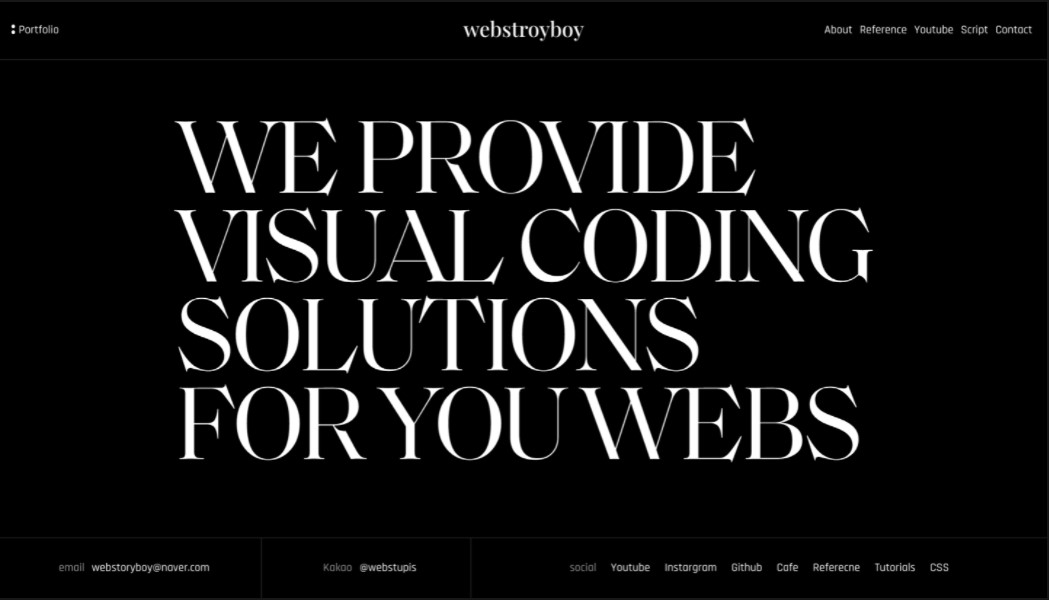 Portfolio
webstroyboy
About Reference Youtube Script Contact
WE PROVIDE
VISUAL CODING
SOLUTIONS
FOR YOU WEBS
email webstoryboy@naver.com
Kakao @webstupis
social Youtube Instargram Github Cafe Referecne Tutorials CSS